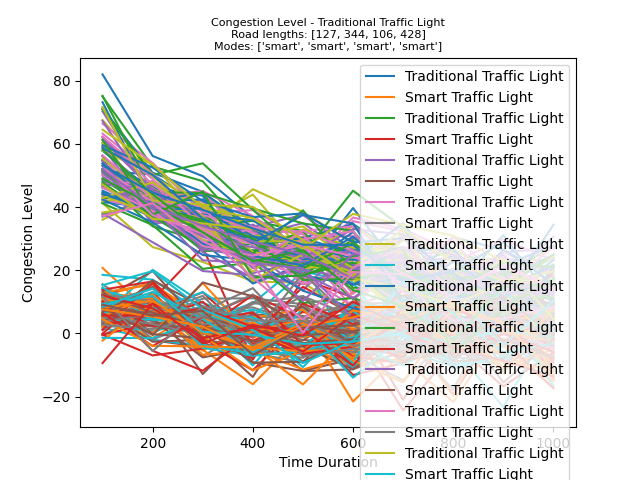 Congestion Level - Traditional Traffic Light
Road lengths: [127, 344, 106, 428]
Modes: ['smart', 'smart', 'smart', 'smart']
Congestion Level
80
60
40
20
0
−20
200
400
600
800
1000
Time Duration
Traditional Traffic Light
Smart Traffic Light
Traditional Traffic Light
Smart Traffic Light
Traditional Traffic Light
Smart Traffic Light
Traditional Traffic Light
Smart Traffic Light
Traditional Traffic Light
Smart Traffic Light
Traditional Traffic Light
Smart Traffic Light
Traditional Traffic Light
Smart Traffic Light
Traditional Traffic Light
Smart Traffic Light
Traditional Traffic Light
Smart Traffic Light
Traditional Traffic Light
Smart Traffic Light